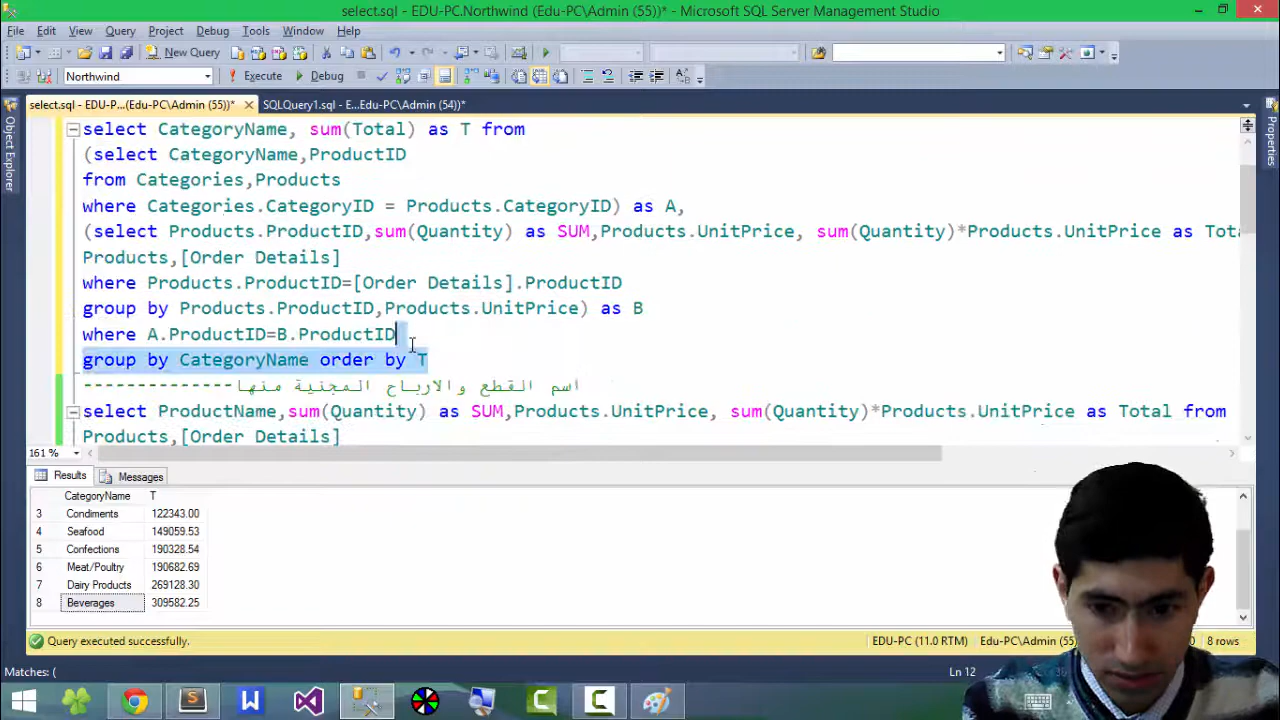 select.sql - EDU-PC.Northwind (Edu-PC\Admin (55))* - Microsoft SQL Server Management Studio
File Edit View Query Project Debug Tools Window Help
New Query
Northwind Execute Debug
select.sql - EDU-P...(Edu-PC\Admin (55))* SQLQuery1.sql - E...Edu-PC\Admin (54))*
Object Explorer
Properties
select CategoryName, sum(Total) as T from
(select CategoryName,ProductID
from Categories,Products
where Categories.CategoryID = Products.CategoryID) as A,
(select Products.ProductID,sum(Quantity) as SUM,Products.UnitPrice, sum(Quantity)*Products.UnitPrice as Tota
Products,[Order Details]
where Products.ProductID=[Order Details].ProductID
group by Products.ProductID,Products.UnitPrice) as B
where A.ProductID=B.ProductID
group by CategoryName order by T
--------------اسم القطع والارباح المجنية منها
select ProductName,sum(Quantity) as SUM,Products.UnitPrice, sum(Quantity)*Products.UnitPrice as Total from
Products,[Order Details]
161 %
Results Messages
CategoryName T
3 Condiments 122343.00
4 Seafood 149059.53
5 Confections 190328.54
6 Meat/Poultry 190682.69
7 Dairy Products 269128.30
8 Beverages 309582.25
Query executed successfully. EDU-PC (11.0 RTM) Edu-PC\Admin (55) 8 rows
Matches: ( Ln 12